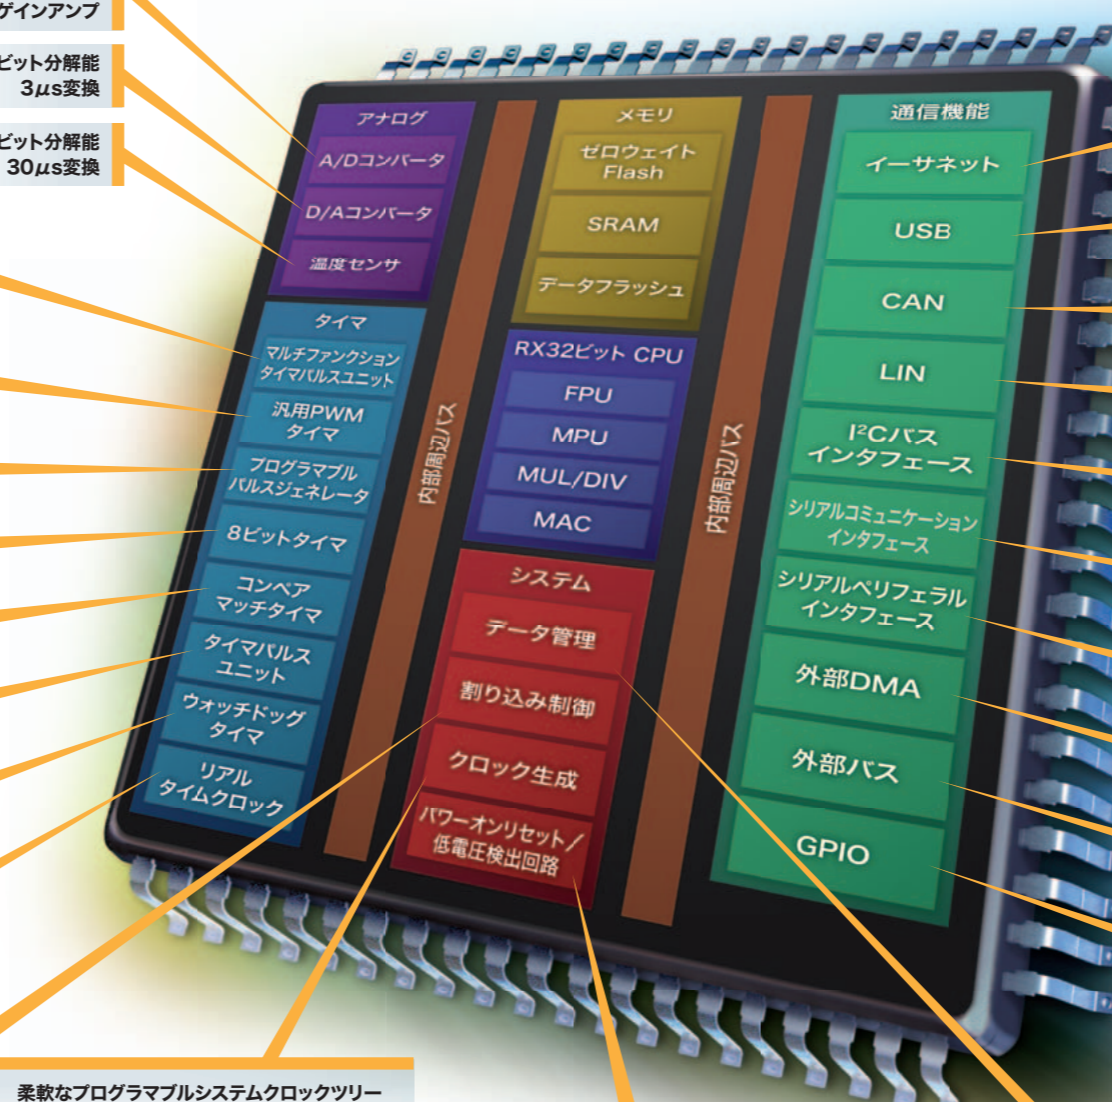 ゲインアンプ
ビット分解能
3μs変換
ビット分解能
30μs変換
アナログ
A/Dコンバータ
D/Aコンバータ
温度センサ
タイマ
マルチファンクション
タイマパルスユニット
汎用PWM
タイマ
プログラマブル
パルスジェネレータ
8ビットタイマ
コンペア
マッチタイマ
タイマパルス
ユニット
ウォッチドッグ
タイマ
リアル
タイムクロック
内部周辺バス
メモリ
ゼロウェイト
Flash
SRAM
データフラッシュ
RX32ビット CPU
FPU
MPU
MUL/DIV
MAC
システム
データ管理
割り込み制御
クロック生成
パワーオンリセット/
低電圧検出回路
内部周辺バス
通信機能
イーサネット
USB
CAN
LIN
I²Cバス
インタフェース
シリアルコミュニケーション
インタフェース
シリアルペリフェラル
インタフェース
外部DMA
外部バス
GPIO
柔軟なプログラマブルシステムクロックツリー